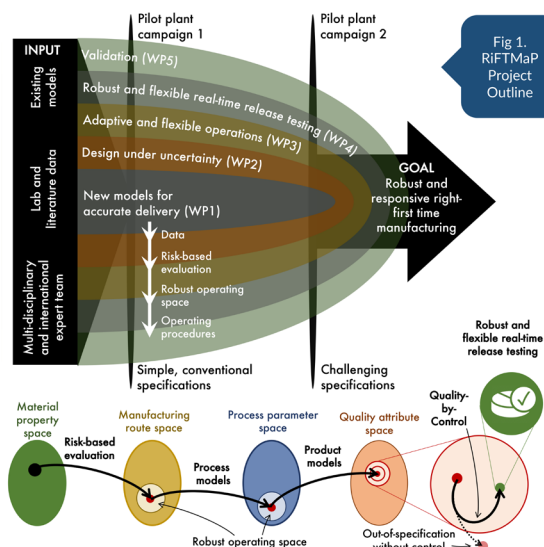 Pilot plant
campaign 1
Pilot plant
campaign 2
Fig 1.
RiFTMaP
Project
Outline
INPUT
Existing
models
Lab and
literature data
Multi-disciplinary
and international
expert team
Validation (WP5)
Robust and flexible real-time release testing (WP4)
Adaptive and flexible operations (WP3)
Design under uncertainty (WP2)
New models for
accurate delivery (WP1)
Data
Risk-based
evaluation
Robust operating
space
Operating
procedures
GOAL
Robust and
responsive right-
first time
manufacturing
Simple, conventional
specifications
Challenging
specifications
Robust and
flexible real-time
release testing
Material
property
space
Risk-based
evaluation
Manufacturing
route space
Process
models
Process parameter
space
Product
models
Quality attribute
space
Quality-
by-
Control
Robust operating space
Out-of-specification
without control